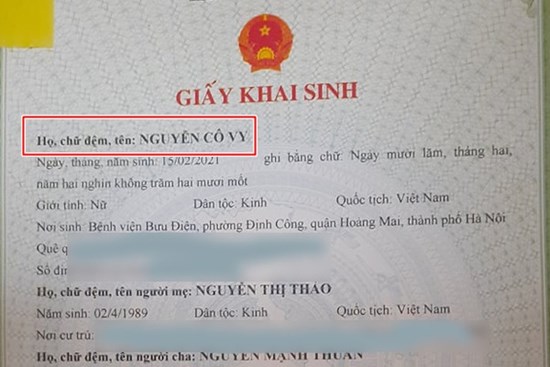 GIẤY KHAI SINH
Họ, chữ đệm, tên: NGUYỄN CÔ VY
Ngày, tháng, năm sinh: 15/02/2021 ghi bằng chữ: Ngày mười lăm, tháng hai,
năm hai nghìn không trăm hai mươi mốt
Giới tính: Nữ Dân tộc: Kinh Quốc tịch: Việt Nam
Nơi sinh: Bệnh viện Bưu Điện, phường Định Công, quận Hoàng Mai, thành phố Hà Nội
Quê
Số
Họ, chữ đệm, tên người mẹ: NGUYỄN THỊ THẢO
Năm sinh: 02/4/1989 Dân tộc: Kinh Quốc tịch: Việt Nam
Nơi cư trú:
Họ, chữ đệm, tên người cha: NGUYỄN MẠNH THUẤN